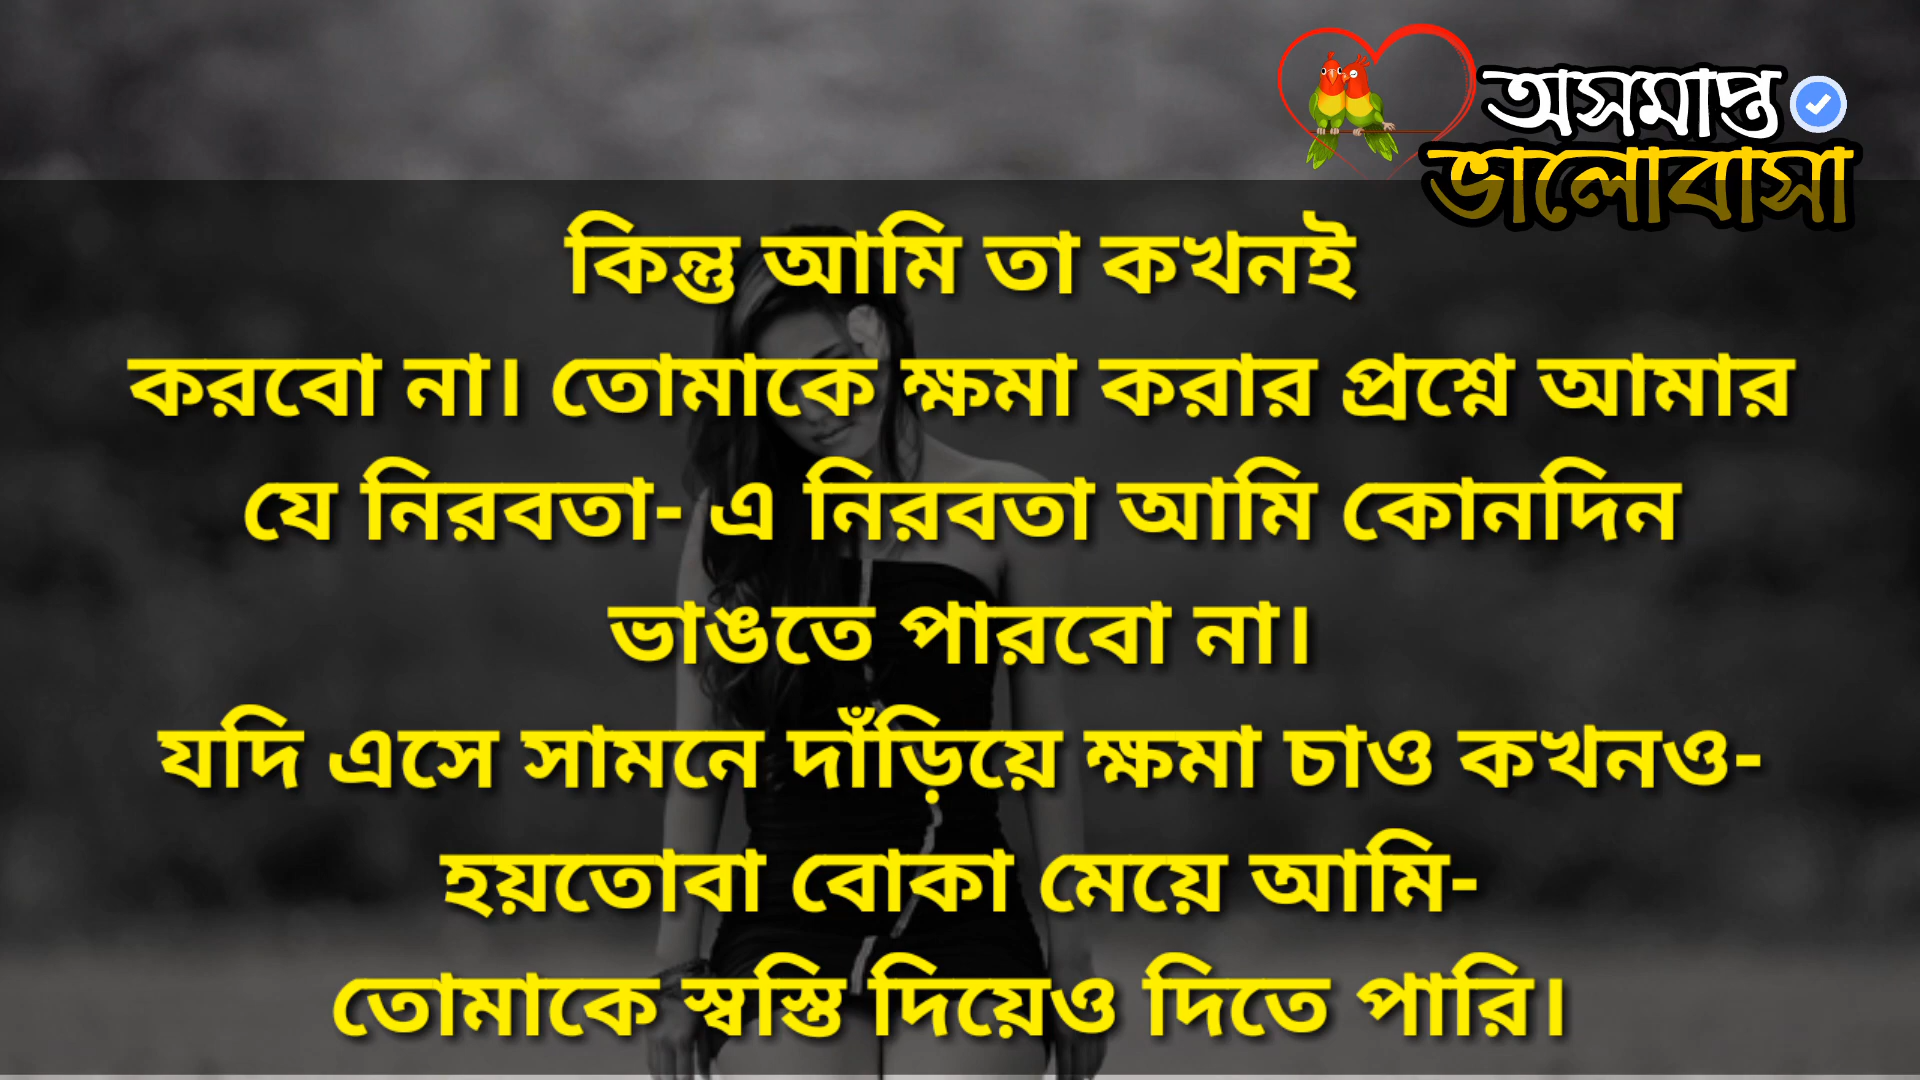 অসমাপ্ত
ভালোবাসা
কিন্তু আমি তা কখনই
করবো না। তোমাকে ক্ষমা করার প্রশ্নে আমার
যে নিরবতা- এ নিরবতা আমি কোনদিন
ভাঙতে পারবো না।
যদি এসে সামনে দাঁড়িয়ে ক্ষমা চাও কখনও-
হয়তোবা বোকা মেয়ে আমি-
তোমাকে স্বস্তি দিয়েও দিতে পারি।